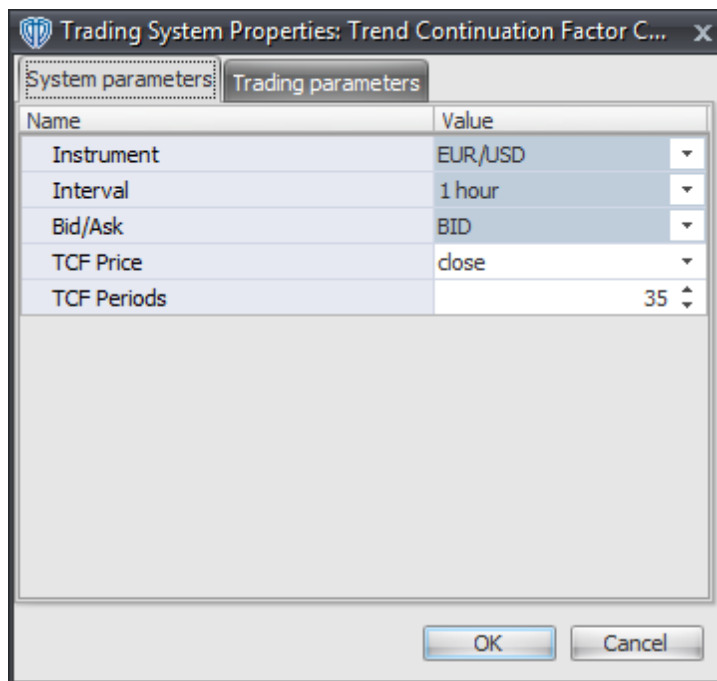 Trading System Properties: Trend Continuation Factor C...
System parameters Trading parameters
Name Value
Instrument EUR/USD
Interval 1 hour
Bid/Ask BID
TCF Price close
TCF Periods 35
OK Cancel